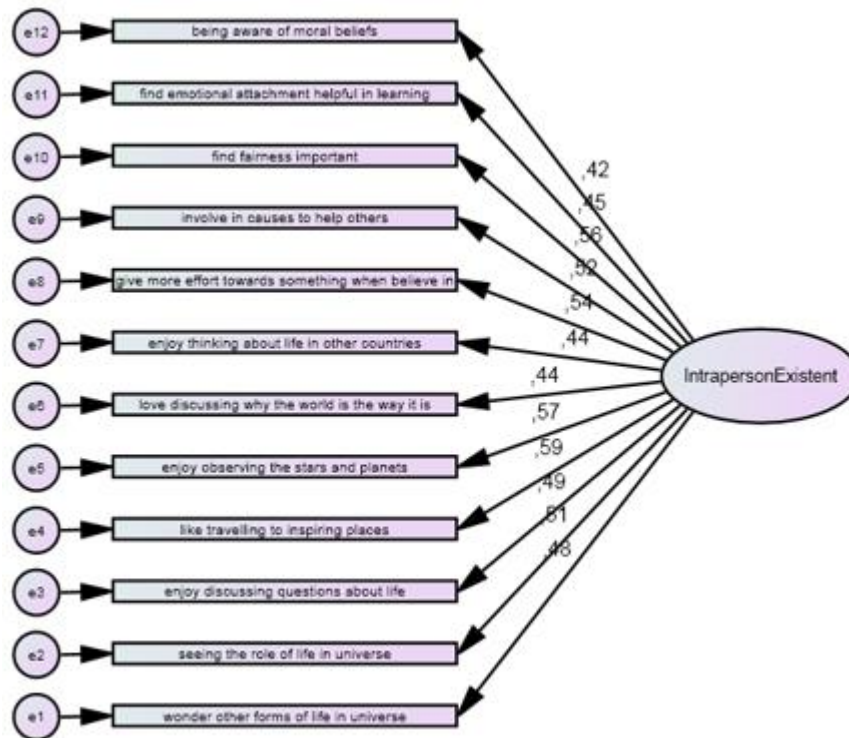 e12
being aware of moral beliefs
e11
find emotional attachment helpful in learning
e10
find fairness important
e9
involve in causes to help others
e8
give more effort towards something when believe in
e7
enjoy thinking about life in other countries
e6
love discussing why the world is the way it is
e5
enjoy observing the stars and planets
e4
like travelling to inspiring places
e3
enjoy discussing questions about life
e2
seeing the role of life in universe
e1
wonder other forms of life in universe
,42
,45
,56
,52
,54
,44
,44
,57
,59
,49
,51
,48
IntrapersonExistent